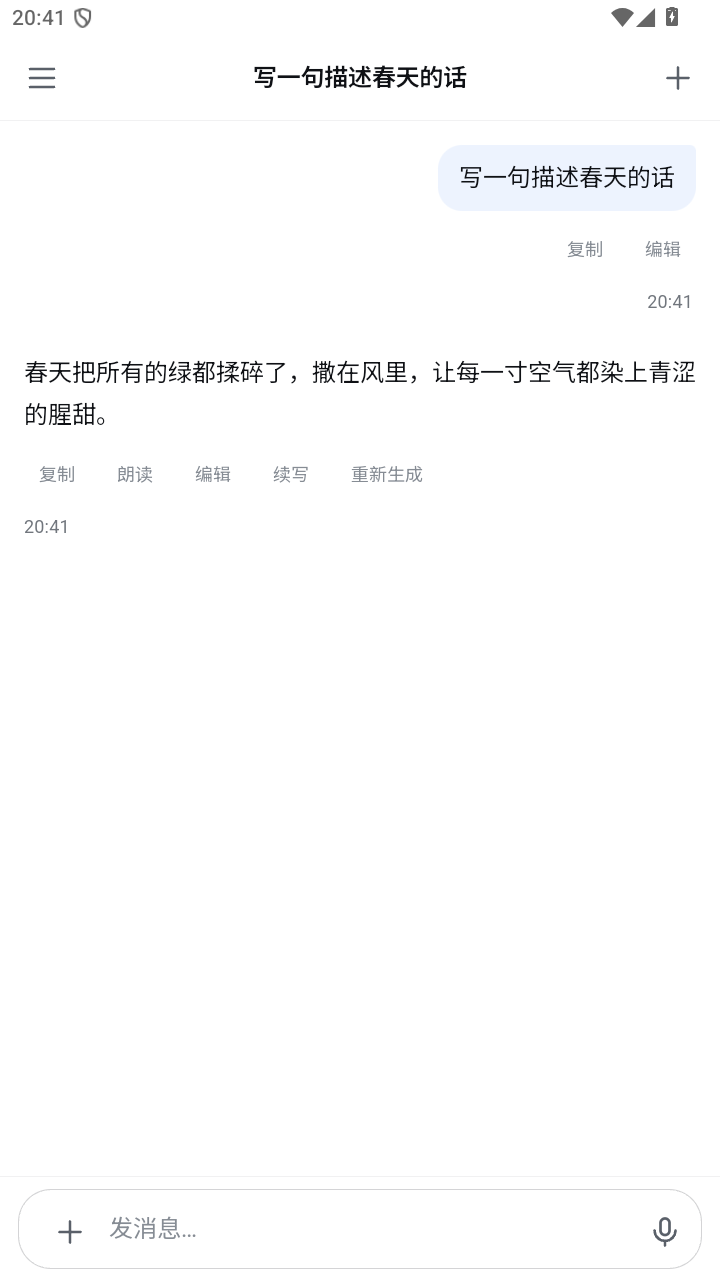 20:41
写一句描述春天的话
写一句描述春天的话
复制 编辑
20:41
春天把所有的绿都揉碎了，撒在风里，让每一寸空气都染上青涩
的腥甜。
复制 朗读 编辑 续写 重新生成
20:41
发消息...